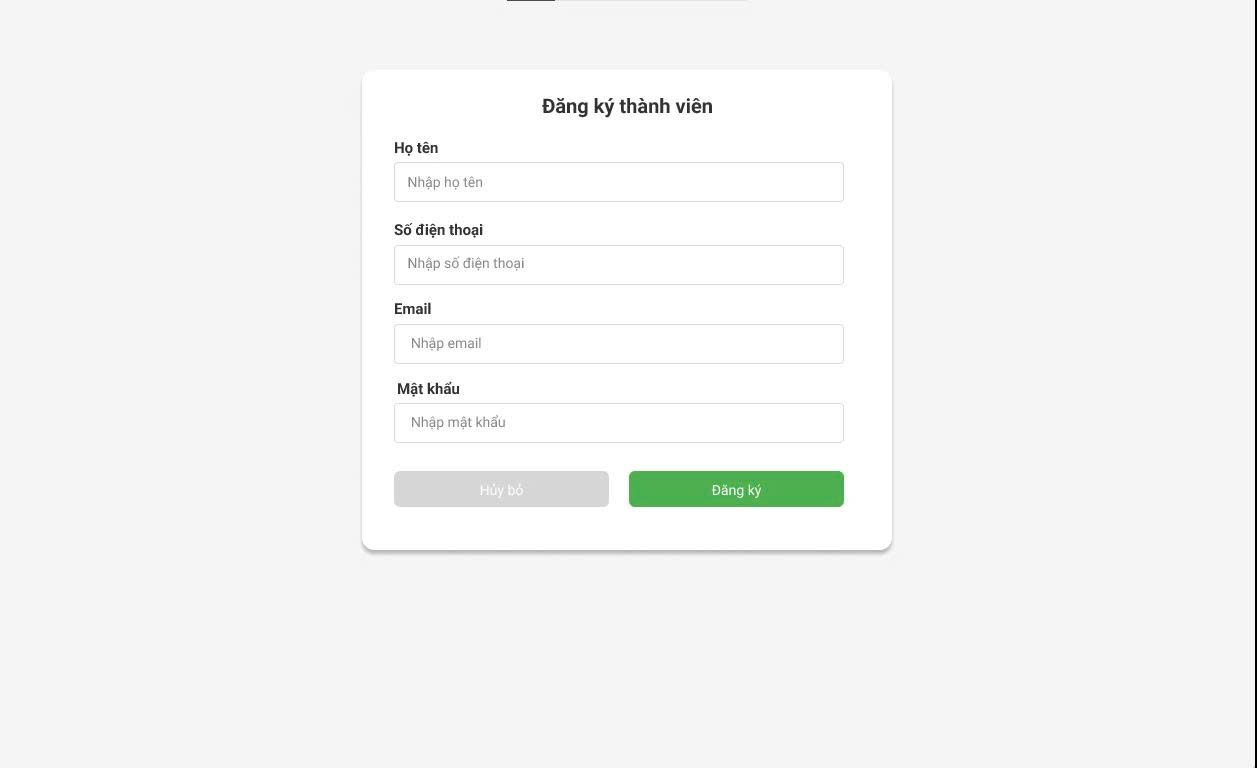 Đăng ký thành viên
Họ tên
Nhập họ tên
Số điện thoại
Nhập số điện thoại
Email
Nhập email
Mật khẩu
Nhập mật khẩu
Hủy bỏ
Đăng ký